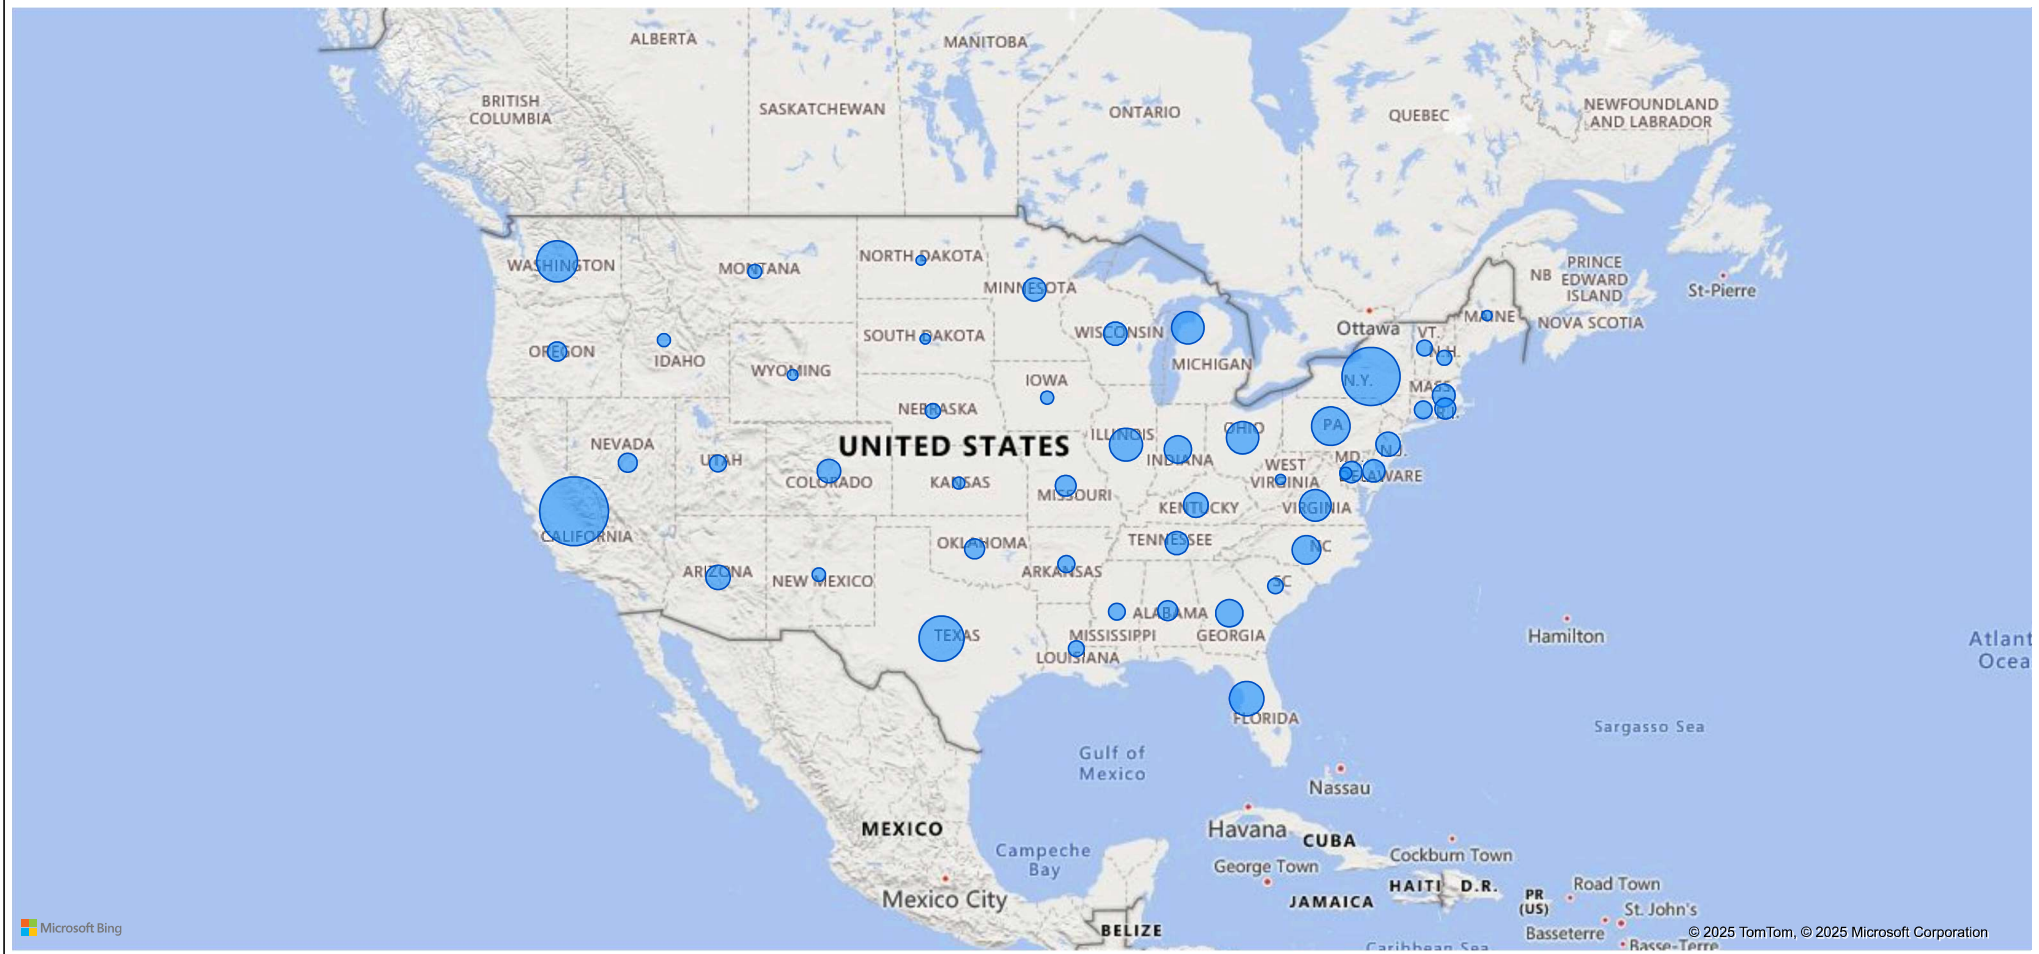 ALBERTA
MANITOBA
BRITISH
COLUMBIA
SASKATCHEWAN
ONTARIO
QUEBEC
NEWFOUNDLAND
AND LABRADOR
WASHINGTON
MONTANA
NORTH DAKOTA
MINNESOTA
NB
PRINCE
EDWARD
ISLAND
St-Pierre
OREGON
IDAHO
WYOMING
SOUTH DAKOTA
WISCONSIN
MICHIGAN
Ottawa
MAINE
NOVA SCOTIA
VT.
N.H.
IOWA
N.Y.
MASS
NEBRASKA
R.I.
NEVADA
UTAH
COLORADO
UNITED STATES
KANSAS
MISSOURI
ILLINOIS
INDIANA
OHIO
PA
N.J.
MD.
DELAWARE
WEST
VIRGINIA
KENTUCKY
VIRGINIA
CALIFORNIA
ARIZONA
NEW MEXICO
OKLAHOMA
ARKANSAS
TENNESSEE
NC
SC
TEXAS
LOUISIANA
MISSISSIPPI
ALABAMA
GEORGIA
FLORIDA
Hamilton
Atlant
Ocea
Sargasso Sea
Gulf of
Mexico
Nassau
MEXICO
Havana
CUBA
Campeche
Bay
George Town
Cockburn Town
Mexico City
JAMAICA
HAITI
D.R.
PR
(US)
Road Town
St. John's
Basseterre
Basse-Terre
BELIZE
Caribbean Sea
Microsoft Bing
© 2025 TomTom, © 2025 Microsoft Corporation